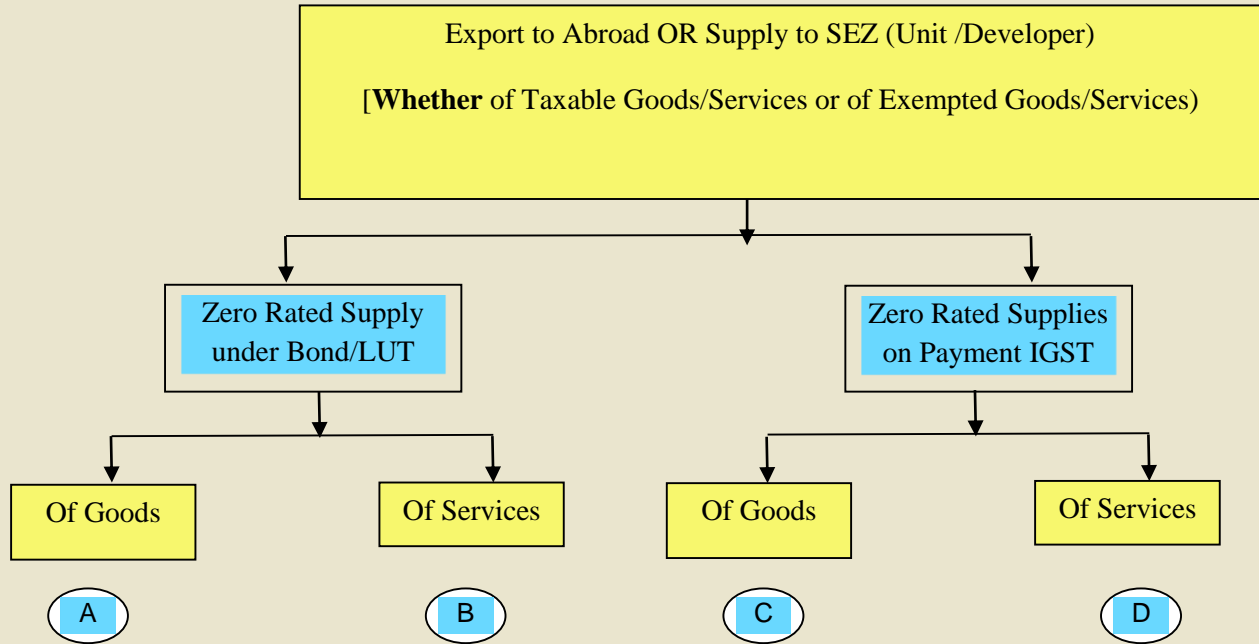 Export to Abroad OR Supply to SEZ (Unit /Developer)
[Whether of Taxable Goods/Services or of Exempted Goods/Services)
Zero Rated Supply
under Bond/LUT
Zero Rated Supplies
on Payment IGST
Of Goods
Of Services
Of Goods
Of Services
A
B
C
D